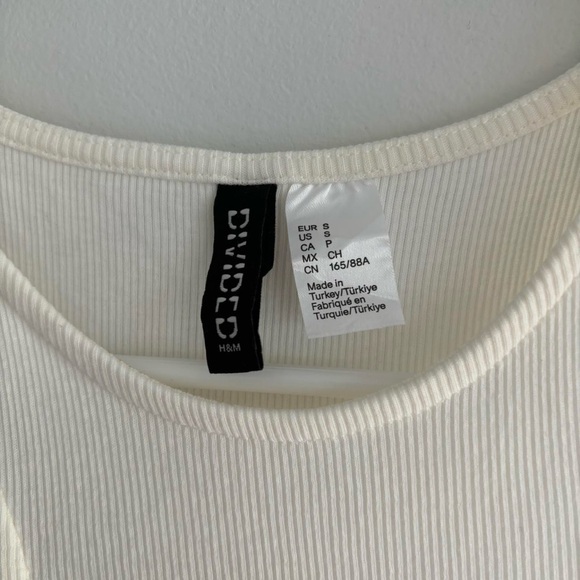 DIVIDED
H&M
EUR S
US S
CA P
MX CH
CN 165/88A
Made in
Turkey/Türkiye
Fabriqué en
Turquie/Türkiye